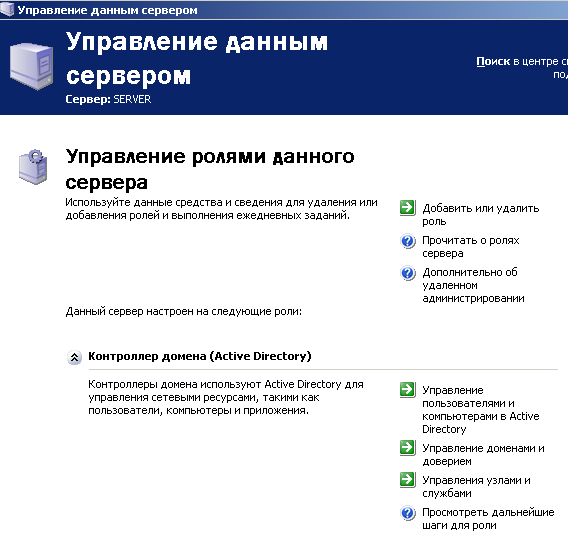 Управление данным сервером
Управление данным
сервером
Сервер: SERVER
Поиск в центре
Управление ролями данного
сервера
Используйте данные средства и сведения для удаления или
добавления ролей и выполнения ежедневных заданий.
Добавить или удалить
роль
Прочитать о ролях
сервера
Дополнительно об
удаленном
администрировании
Данный сервер настроен на следующие роли:
Контроллер домена (Active Directory)
Контроллеры домена используют Active Directory для
управления сетевыми ресурсами, такими как
пользователи, компьютеры и приложения.
Управление
пользователями и
компьютерами в Active
Directory
Управление доменами и
доверием
Управления узлами и
службами
Просмотреть дальнейшие
шаги для роли